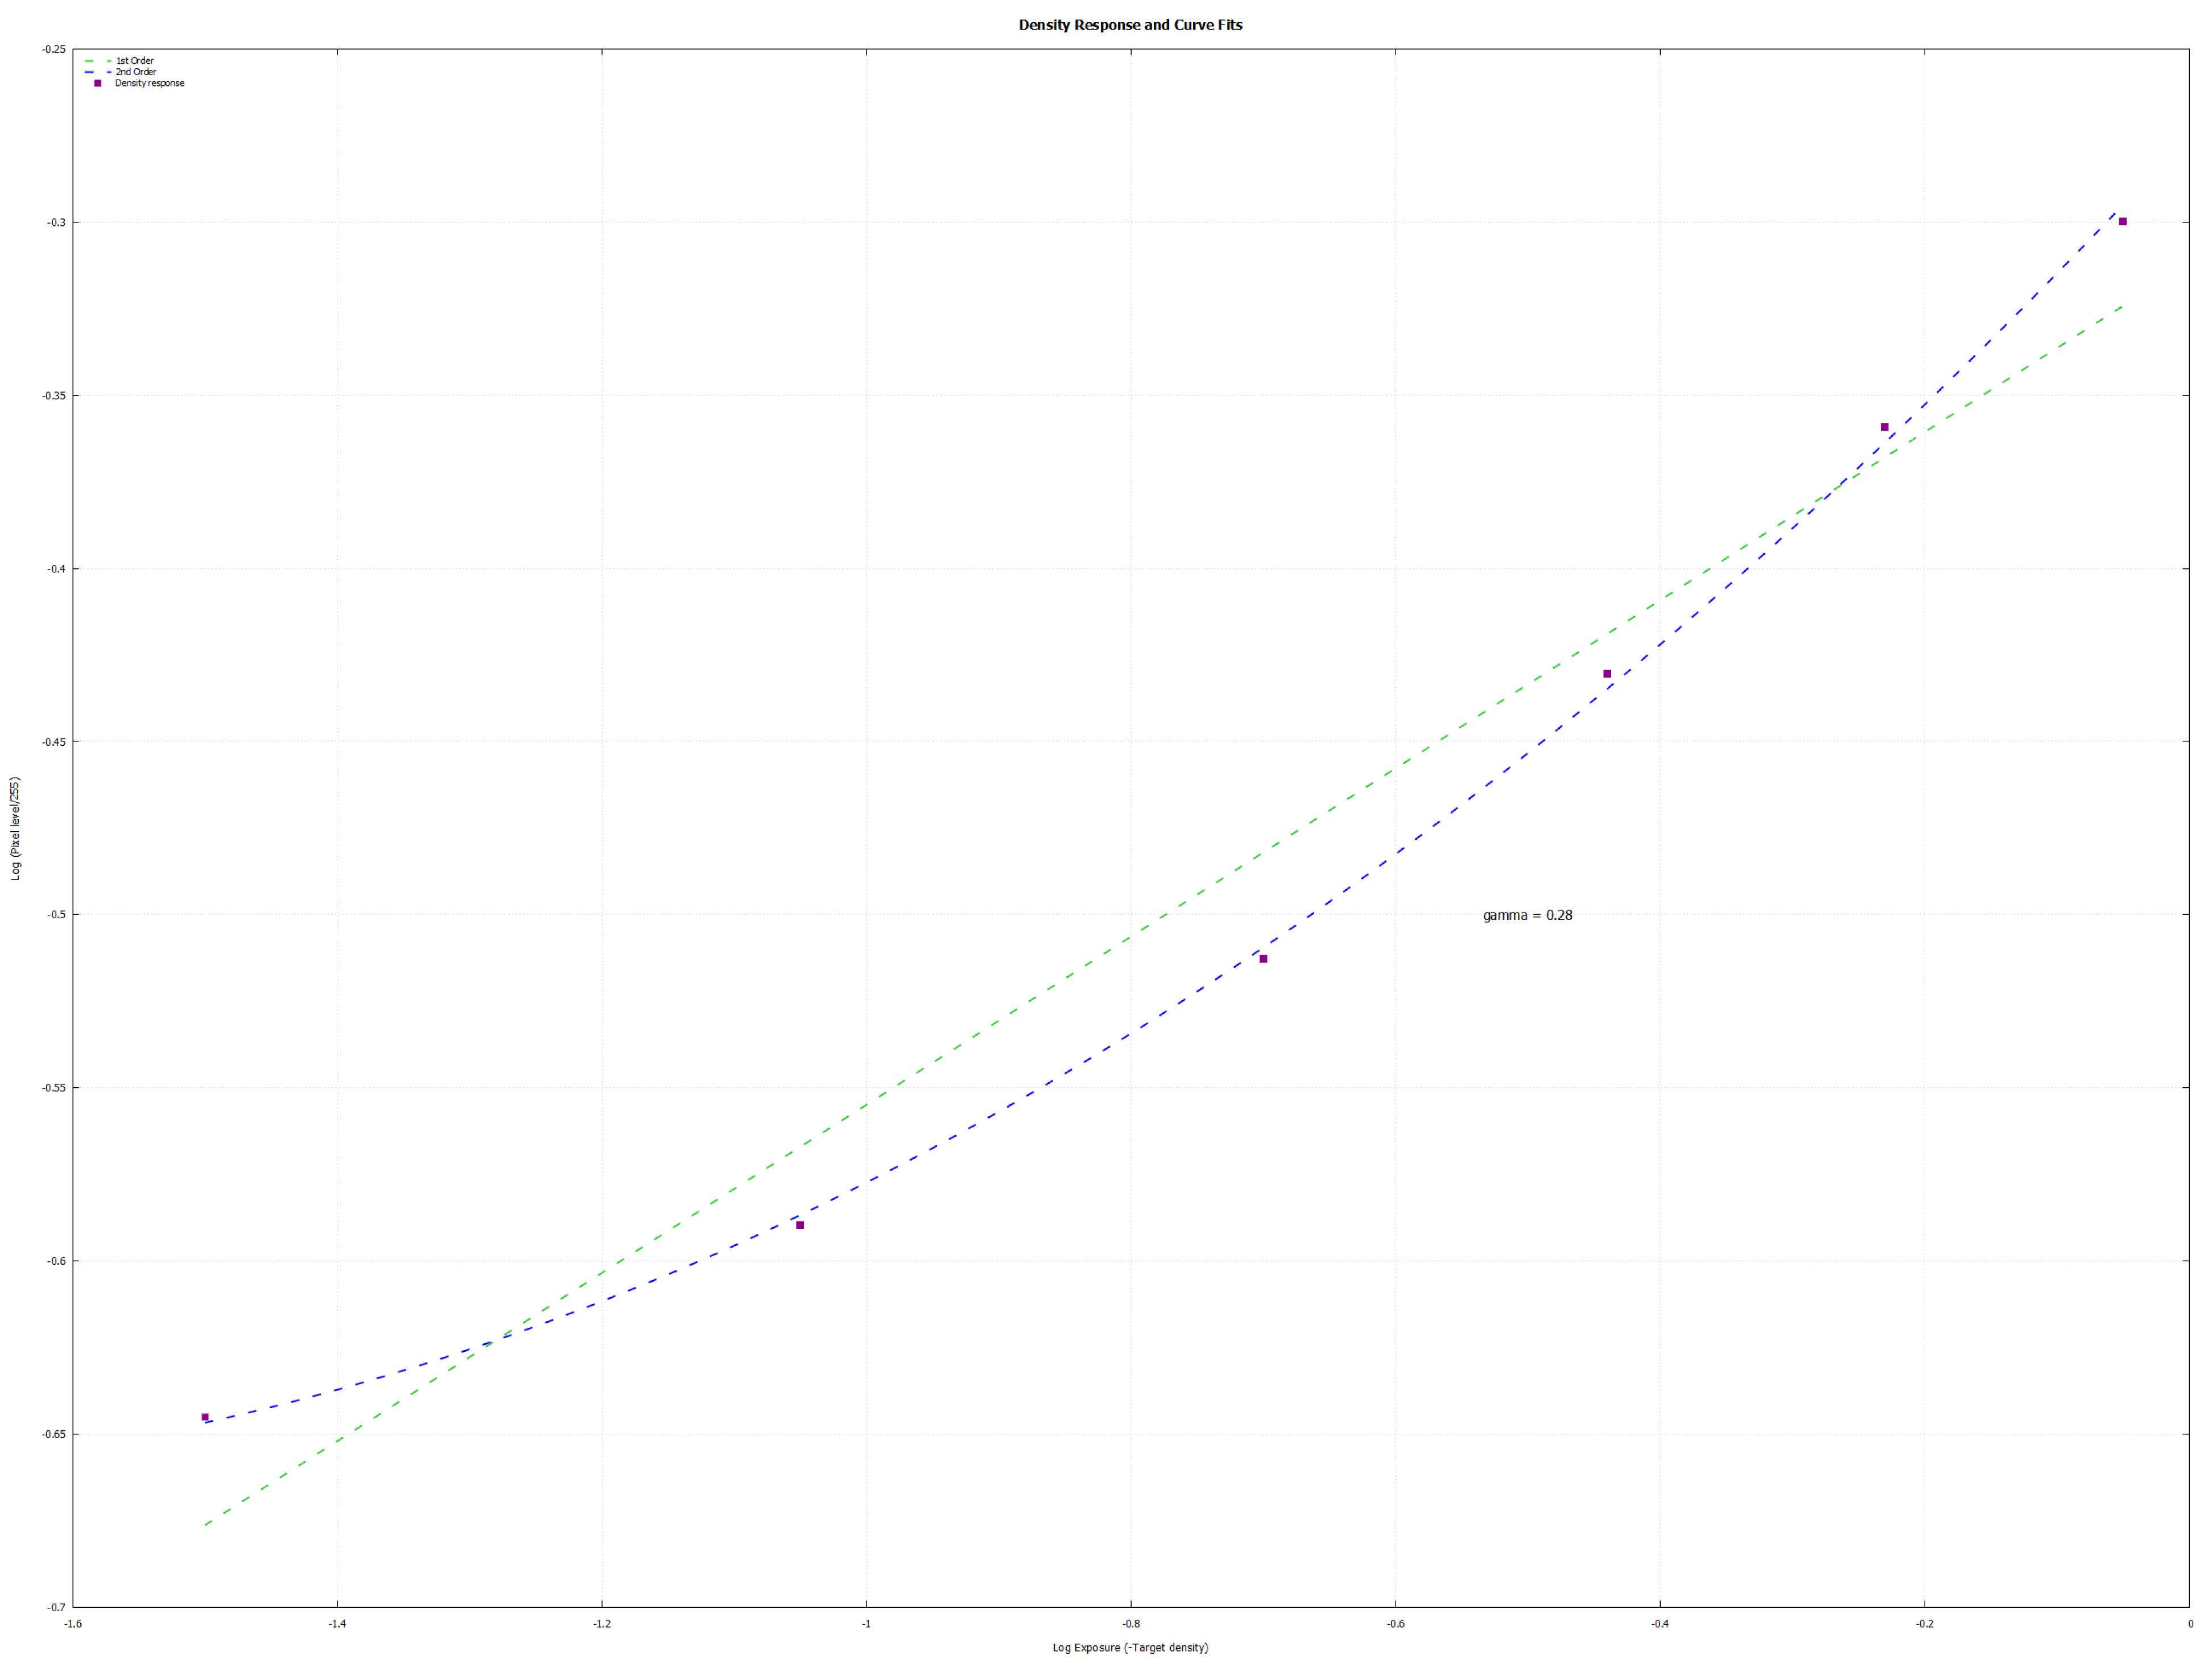 Density Response and Curve Fits
-0.25
1st Order
2nd Order
Density response
-0.3
-0.35
-0.4
-0.45
-0.5
gamma = 0.28
-0.55
-0.6
-0.65
-0.7
Log (Pixel level/255)
-1.6 -1.4 -1.2 -1 -0.8 -0.6 -0.4 -0.2 0
Log Exposure (-Target density)